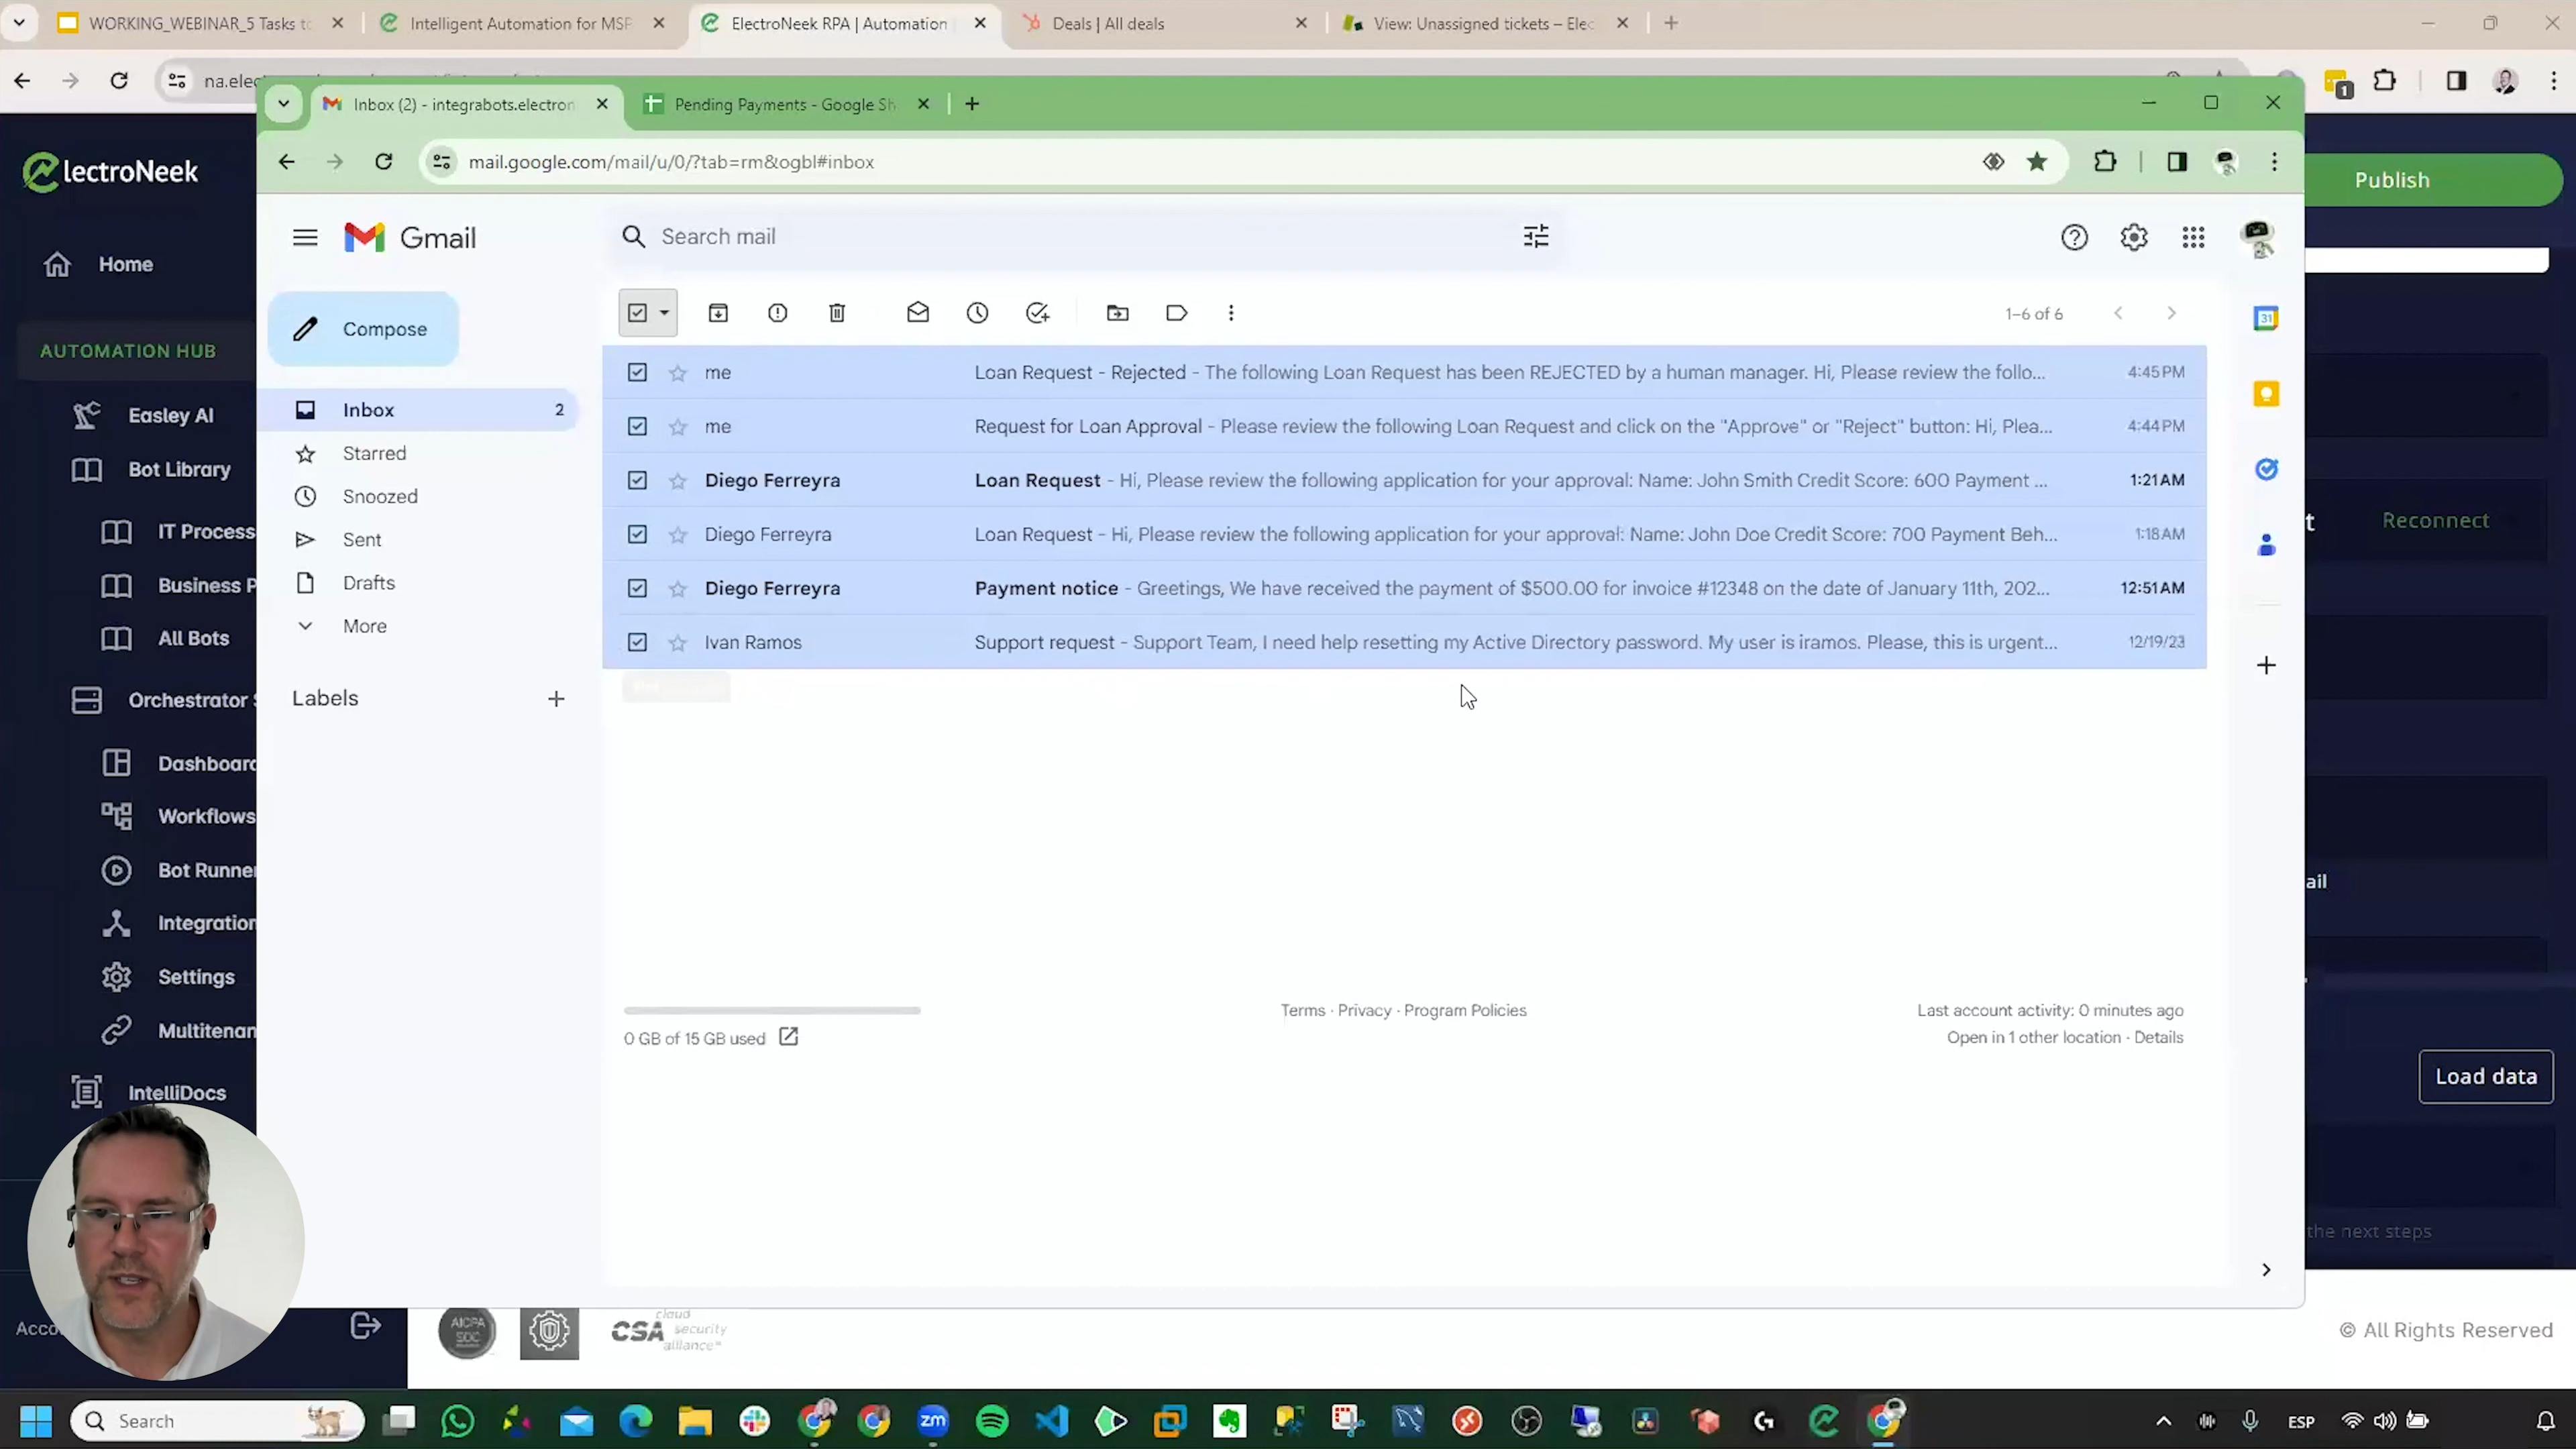 WORKING_WEBINAR_5 Tasks to
Intelligent Automation for MSP
ElectroNeek RPA | Automation
Deals | All deals
View: Unassigned tickets – Elec
na.elec
1
Inbox (2) - integrabots.electron
Pending Payments - Google Sh
mail.google.com/mail/u/0/?tab=rm&ogbl#inbox
lectroNeek
Publish
Gmail
Search mail
Home
Compose
1–6 of 6
31
AUTOMATION HUB
me
Loan Request - Rejected - The following Loan Request has been REJECTED by a human manager. Hi, Please review the follo...
4:45 PM
Easley AI
Inbox
2
me
Request for Loan Approval - Please review the following Loan Request and click on the "Approve" or "Reject" button: Hi, Plea...
4:44 PM
Bot Library
Starred
Diego Ferreyra
Loan Request - Hi, Please review the following application for your approval: Name: John Smith Credit Score: 600 Payment ...
1:21 AM
Snoozed
IT Process
Sent
Diego Ferreyra
Loan Request - Hi, Please review the following application for your approval: Name: John Doe Credit Score: 700 Payment Beh...
1:18 AM
t
Reconnect
Business P
Drafts
Diego Ferreyra
Payment notice - Greetings, We have received the payment of $500.00 for invoice #12348 on the date of January 11th, 202...
12:51 AM
All Bots
More
Ivan Ramos
Support request - Support Team, I need help resetting my Active Directory password. My user is iramos. Please, this is urgent...
12/19/23
Orchestrator
Labels
Dashboard
Workflows
Bot Runner
ail
Integration
Settings
Terms · Privacy · Program Policies
Last account activity: 0 minutes ago
0 GB of 15 GB used
Open in 1 other location · Details
Multitenan
Load data
IntelliDocs
the next steps
Acco
AICPA
SOC
CSA
cloud
security
alliance
© All Rights Reserved
Search
zm
ESP